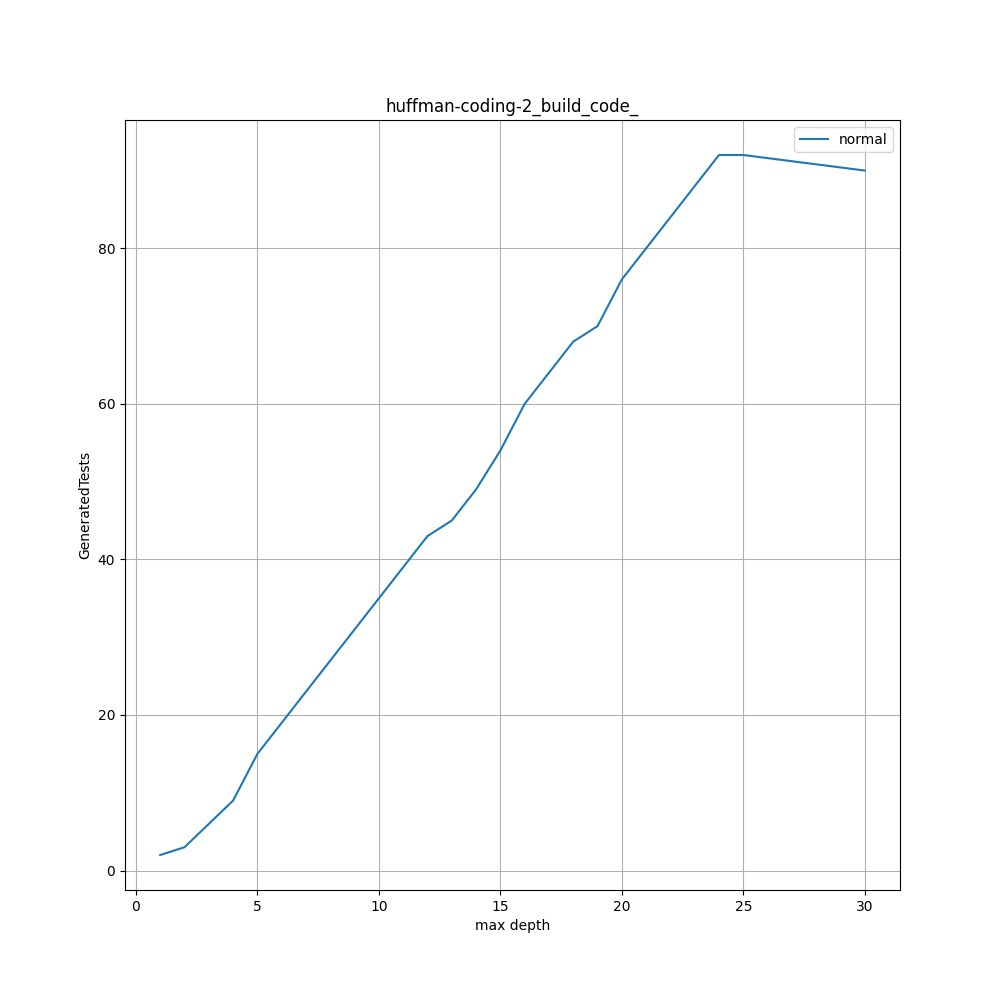 huffman-coding-2_build_code_
normal
GeneratedTests
80
60
40
20
0
0 5 10 15 20 25 30
max depth